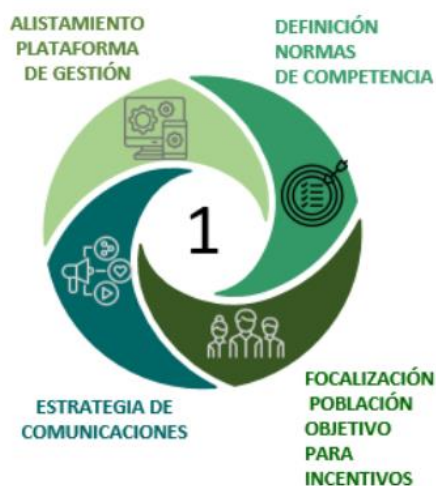 ALISTAMIENTO
PLATAFORMA
DE GESTIÓN
DEFINICIÓN
NORMAS
DE COMPETENCIA
1
ESTRATEGIA DE
COMUNICACIONES
FOCALIZACIÓN
POBLACIÓN
OBJETIVO
PARA
INCENTIVOS